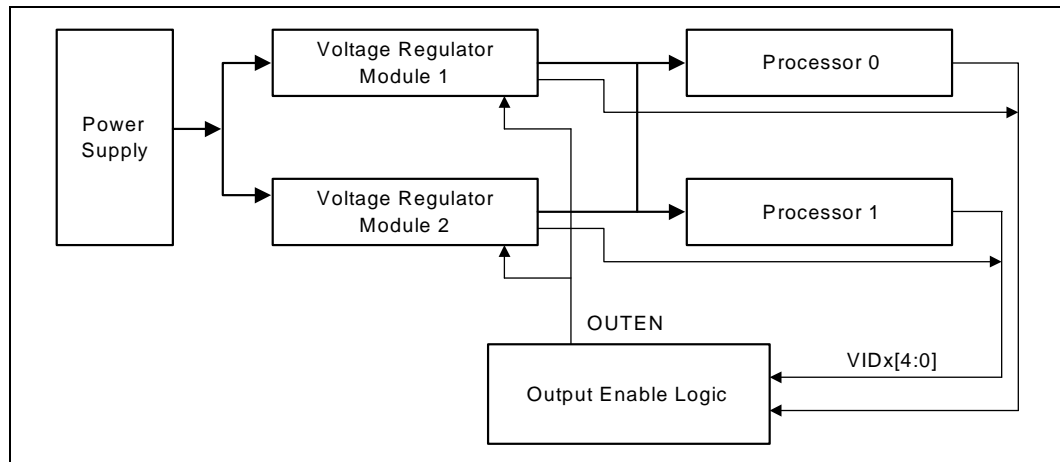 Voltage Regulator
Module 1
Processor 0
Power
Supply
Voltage Regulator
Module 2
Processor 1
OUTEN
VIDx[4:0]
Output Enable Logic